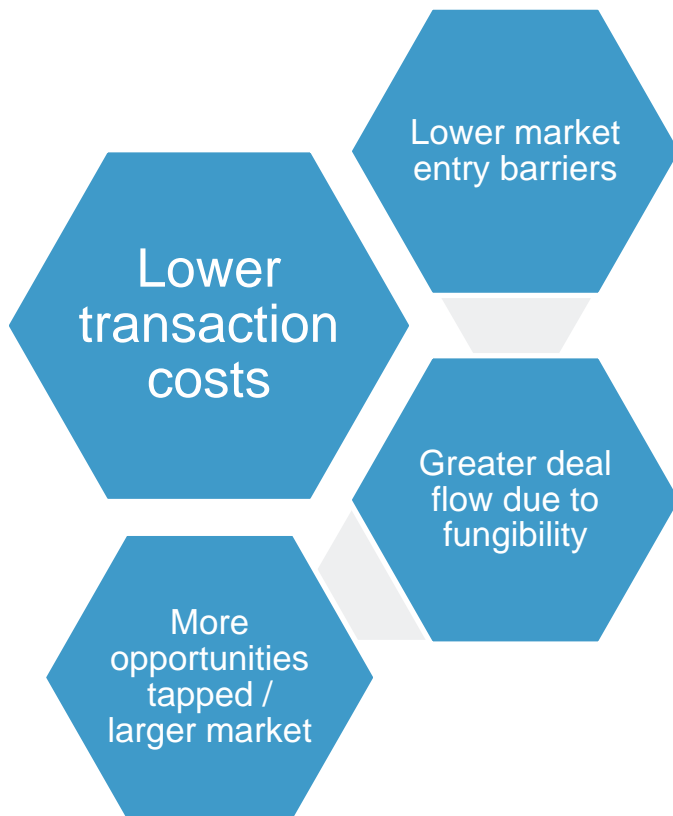 Lower market
entry barriers
Lower
transaction
costs
Greater deal
flow due to
fungibility
More
opportunities
tapped /
larger market